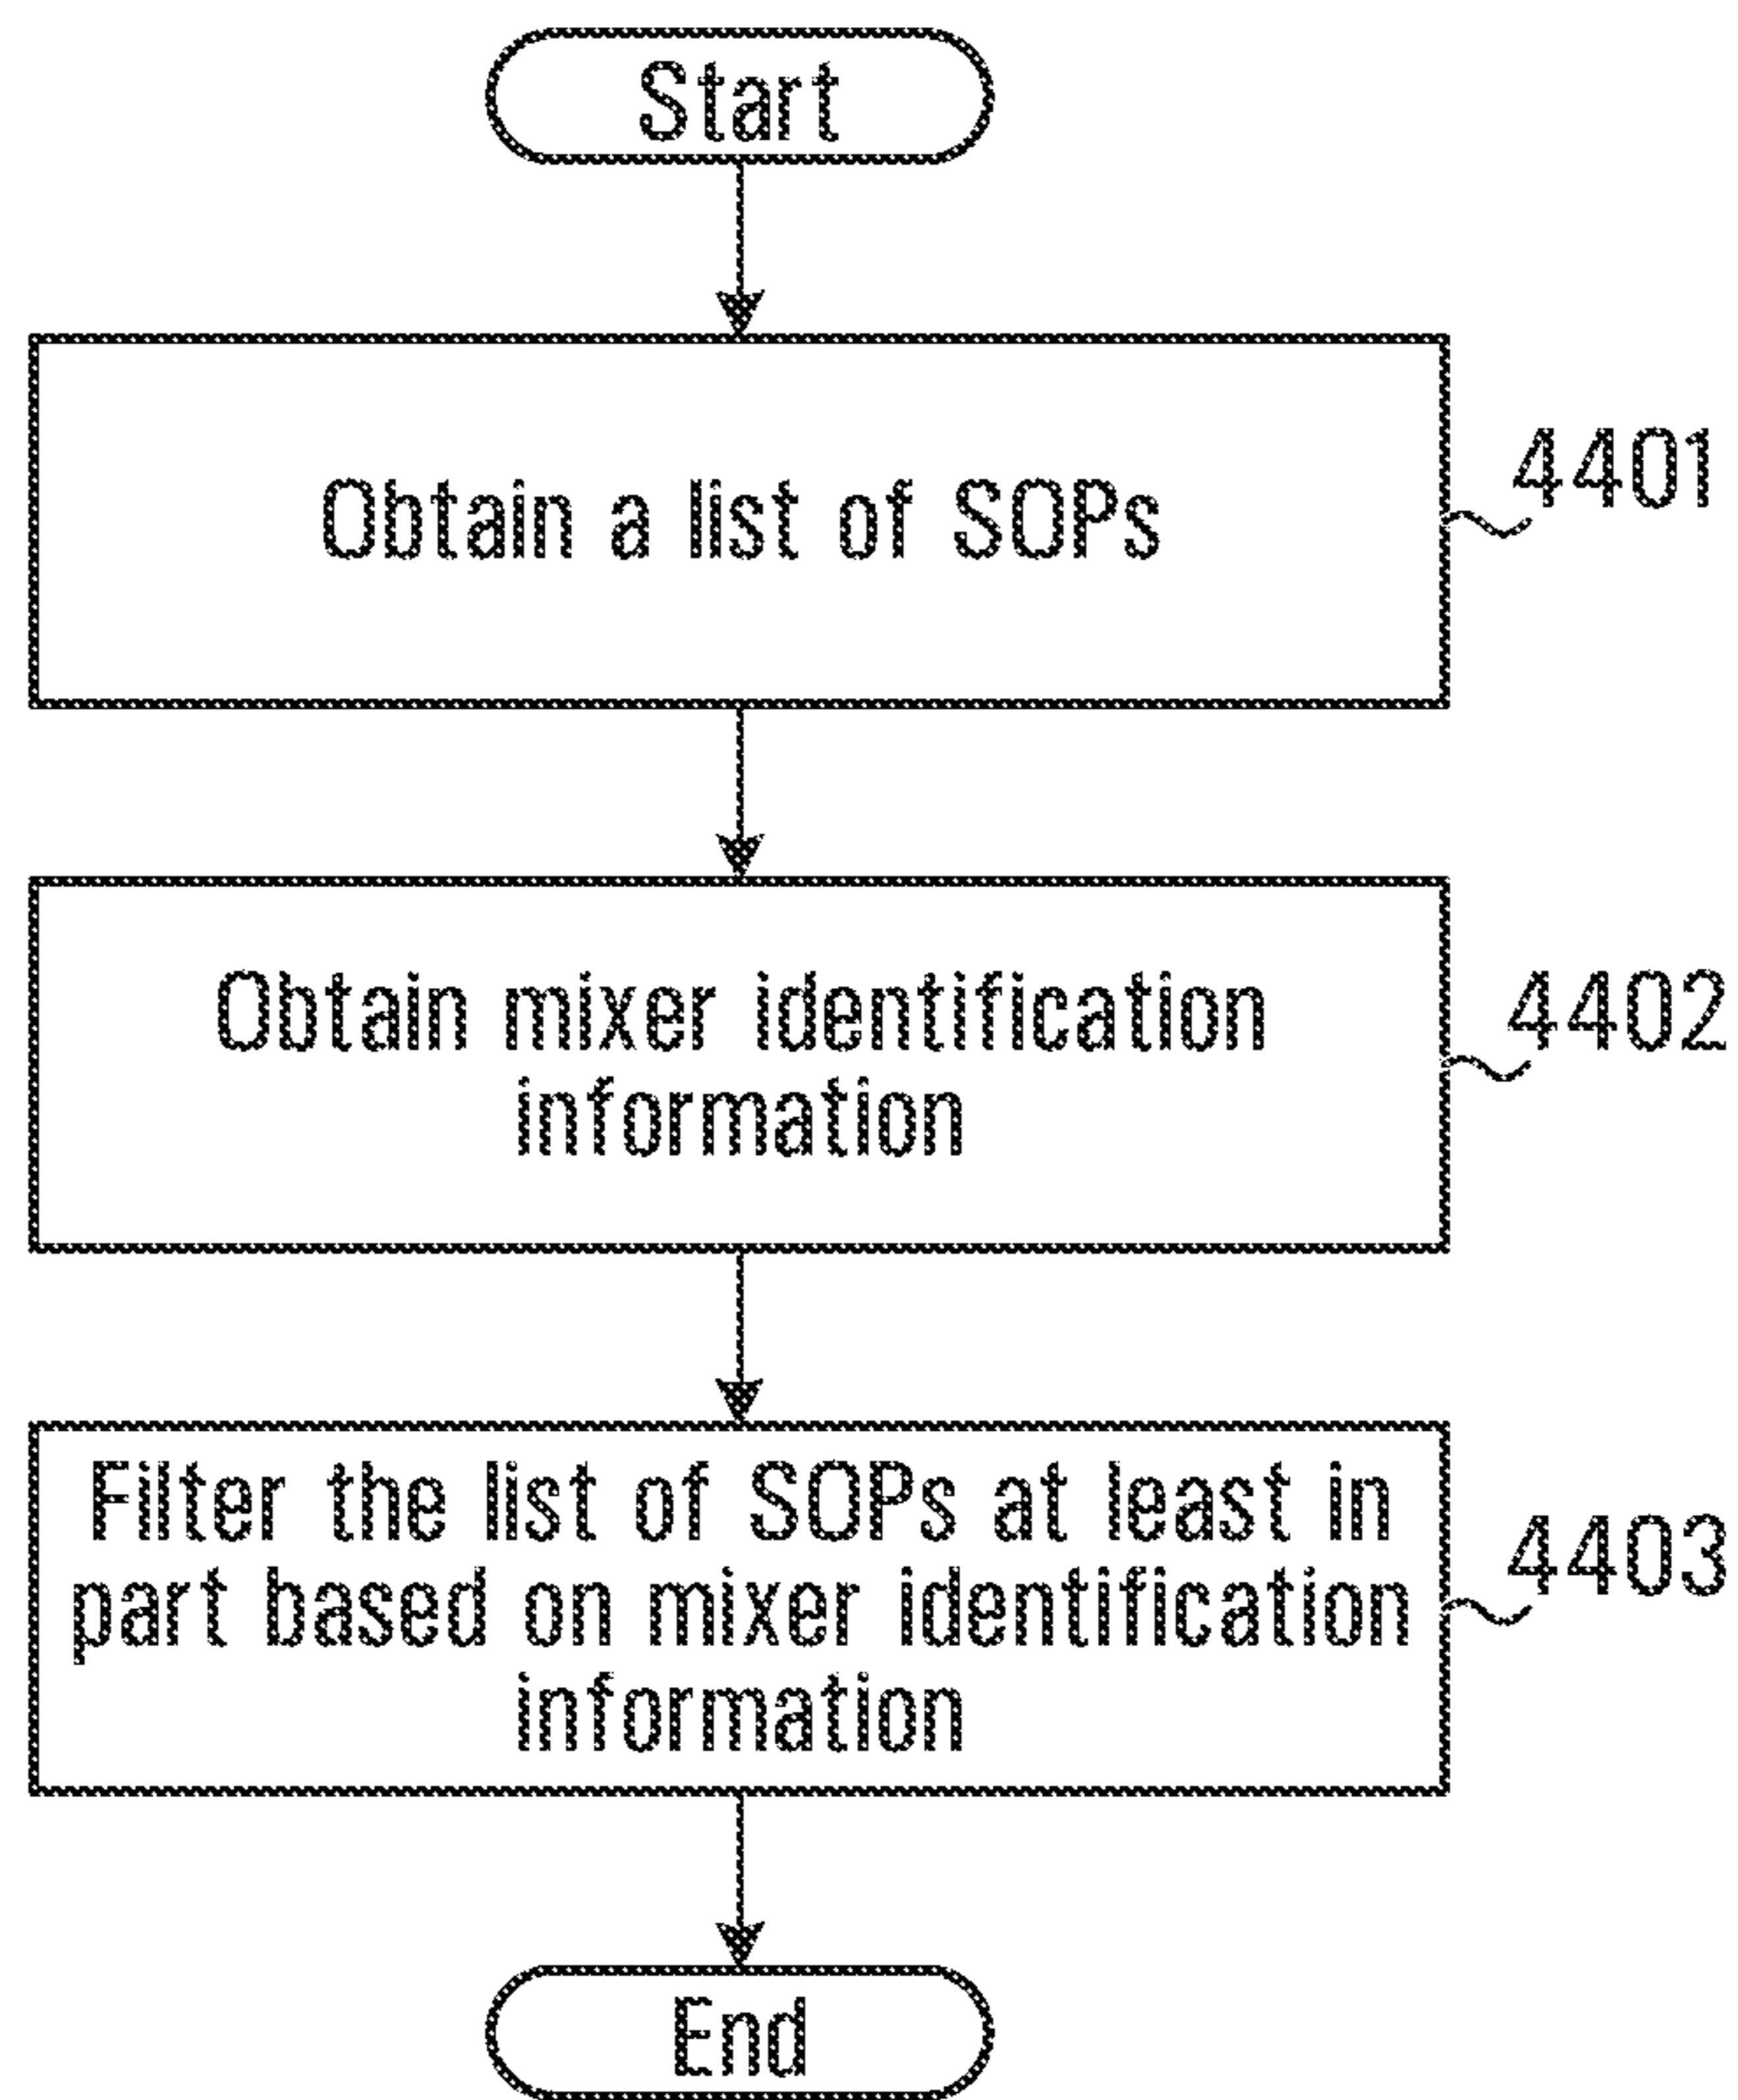 Start
Obtain a list of SOPs
4401
Obtain mixer identification
information
4402
Filter the list of SOPs at least in
part based on mixer identification
information
4403
End